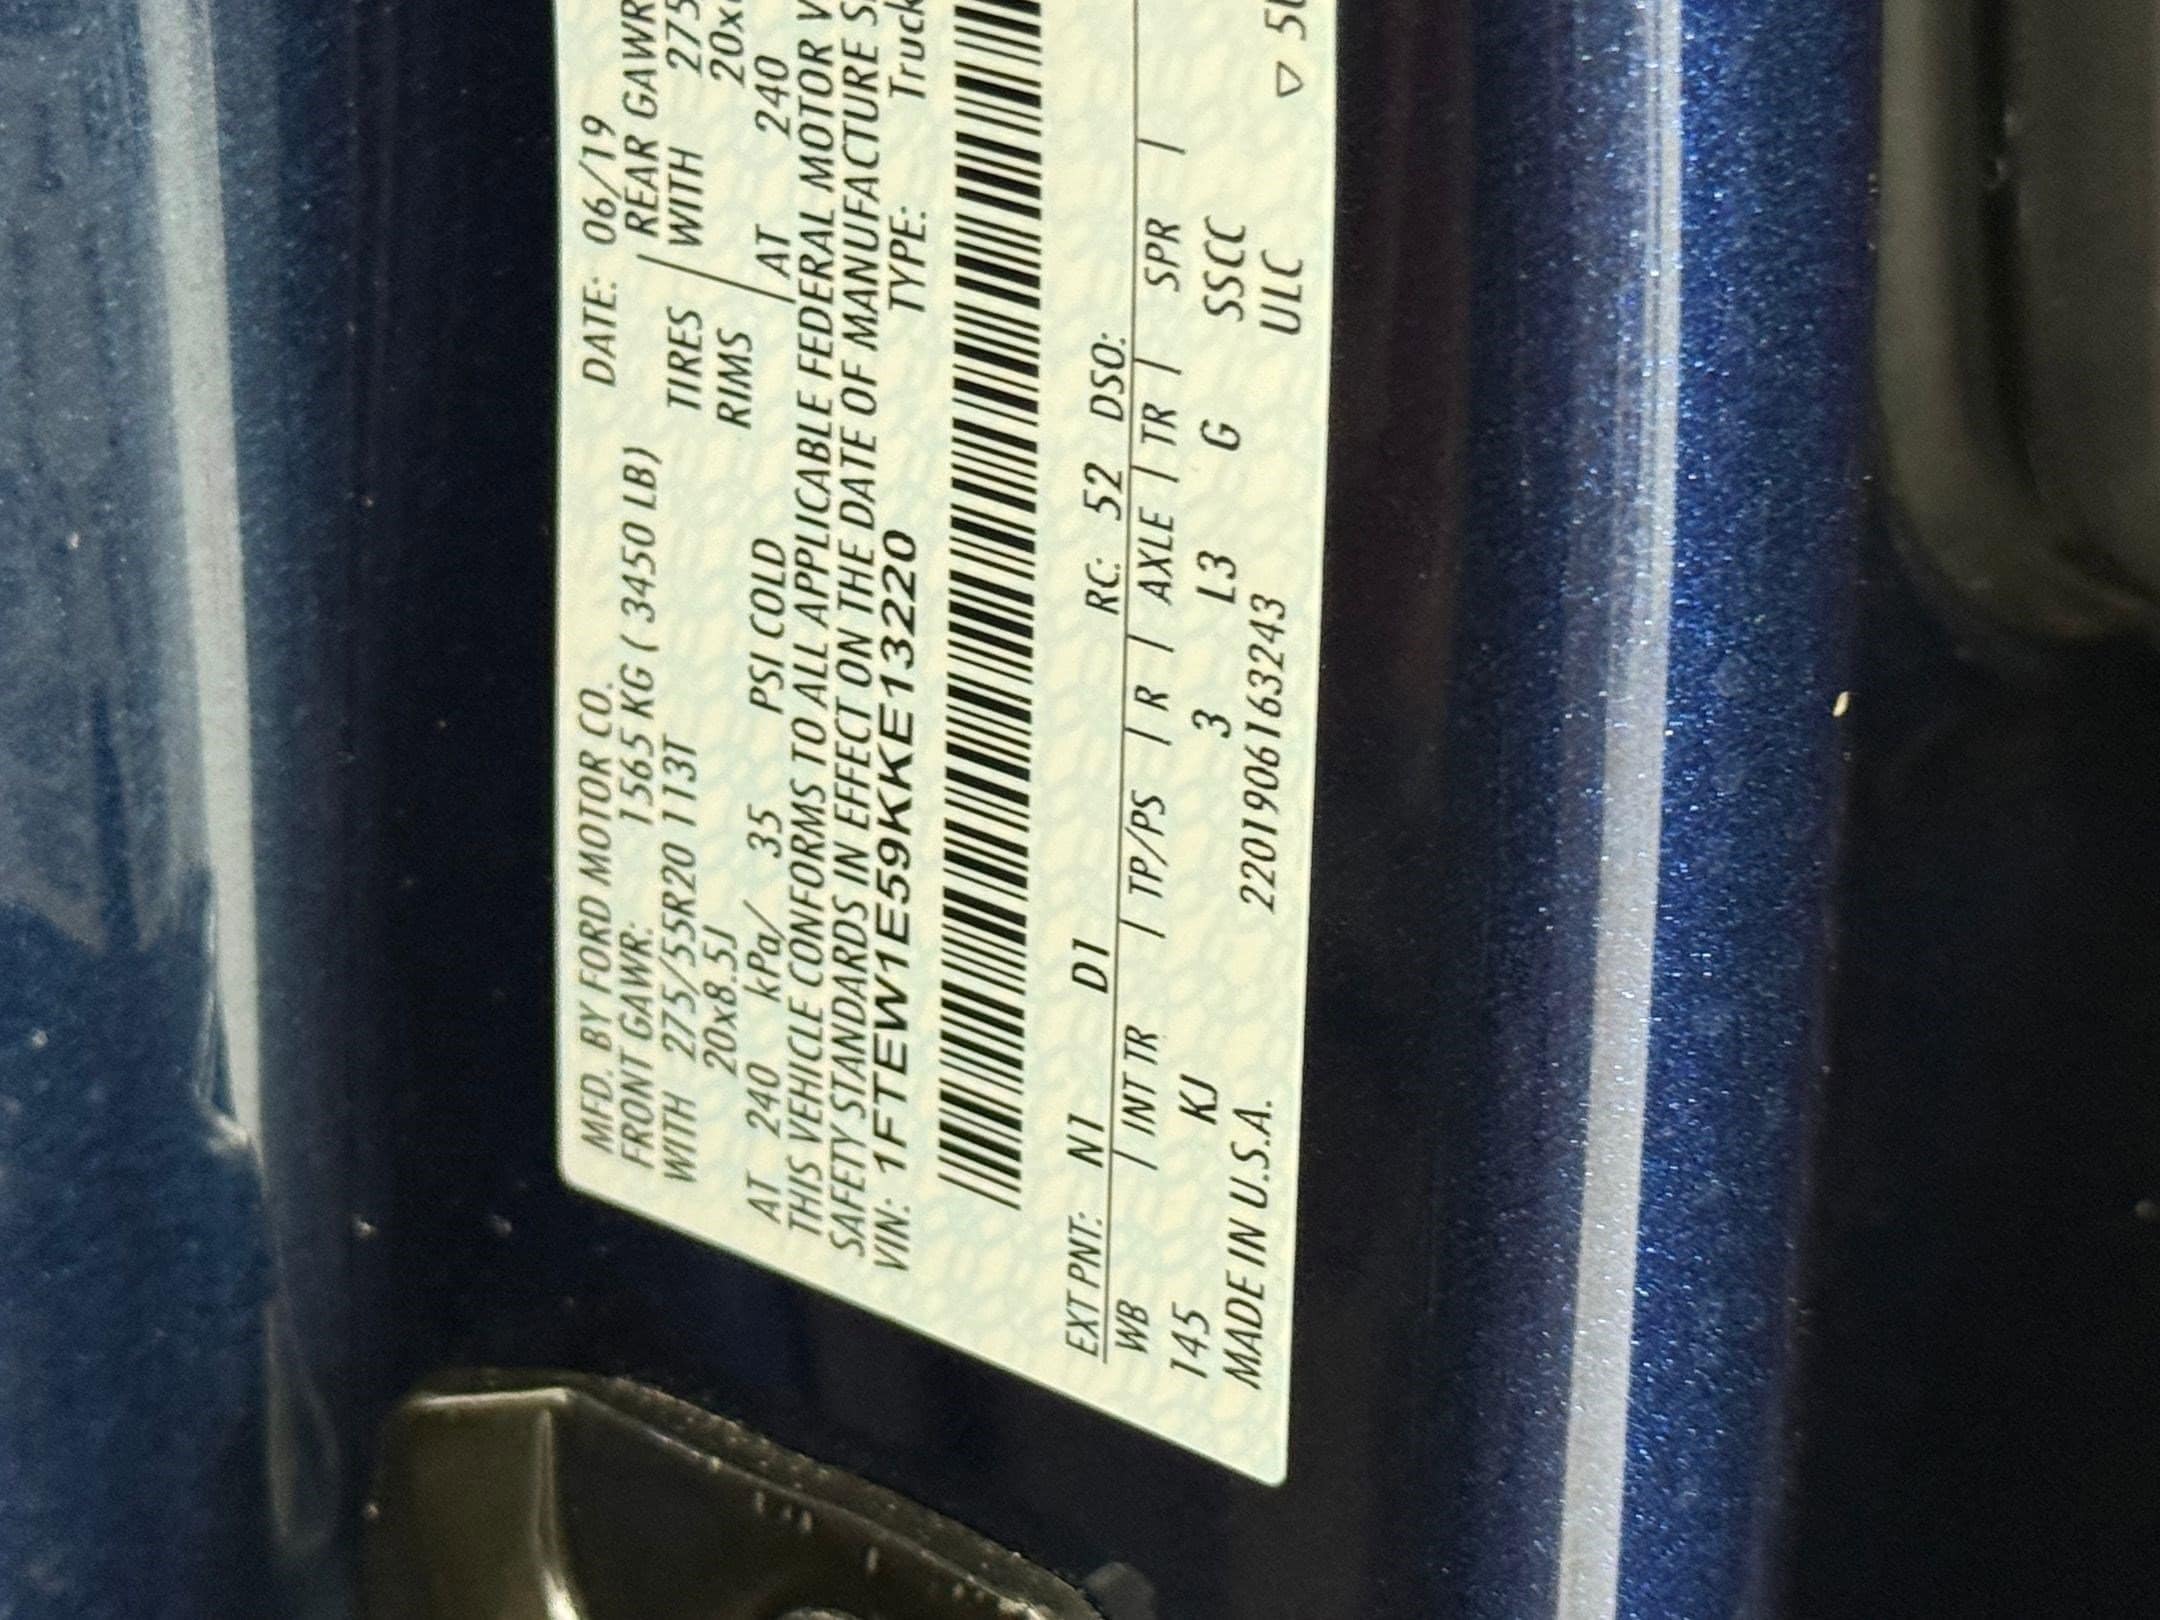 MFD. BY FORD MOTOR CO. DATE: 06/19
FRONT GAWR: 1565 KG ( 3450 LB) REAR GAWR
WITH 275/55R20 113T TIRES WITH 275
20x8.5J RIMS 20x
AT 240 kPa/ 35 PSI COLD AT 240
THIS VEHICLE CONFORMS TO ALL APPLICABLE FEDERAL MOTOR V
SAFETY STANDARDS IN EFFECT ON THE DATE OF MANUFACTURE S
VIN: 1FTEW1E59KKE13220 TYPE: Truck
EXT PNT: N1 D1 RC: 52 DSO:
WB | INT TR | TP/PS | R | AXLE | TR | SPR |
145 KJ 3 L3 G SSCC
MADE IN U.S.A. 2201906163243 ULC ▽ 5U